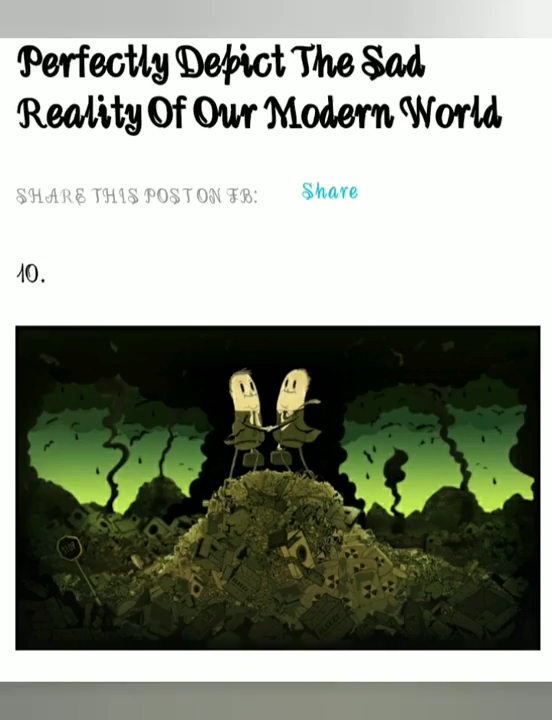 Perfectly Depict The Sad
Reality Of Our Modern World
SHARE THIS POST ON FB:
Share
10.